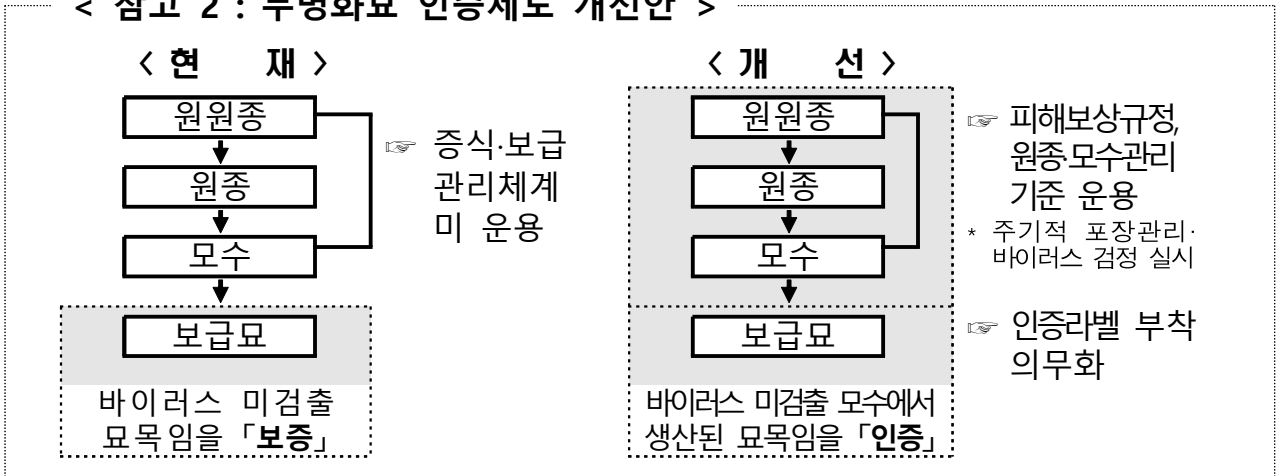 < 참고 2 : 무병화묘 인증제도 개선안 >
< 현 재 >
원원종
원종
모수
보급묘
☞ 증식·보급
관리체계
미 운용
바이러스 미검출
묘목임을 「보증」
< 개 선 >
원원종
원종
모수
보급묘
☞ 피해보상규정,
원종·모수관리
기준 운용
* 주기적 포장관리·
바이러스 검정 실시
☞ 인증라벨 부착
의무화
바이러스 미검출 모수에서
생산된 묘목임을 「인증」